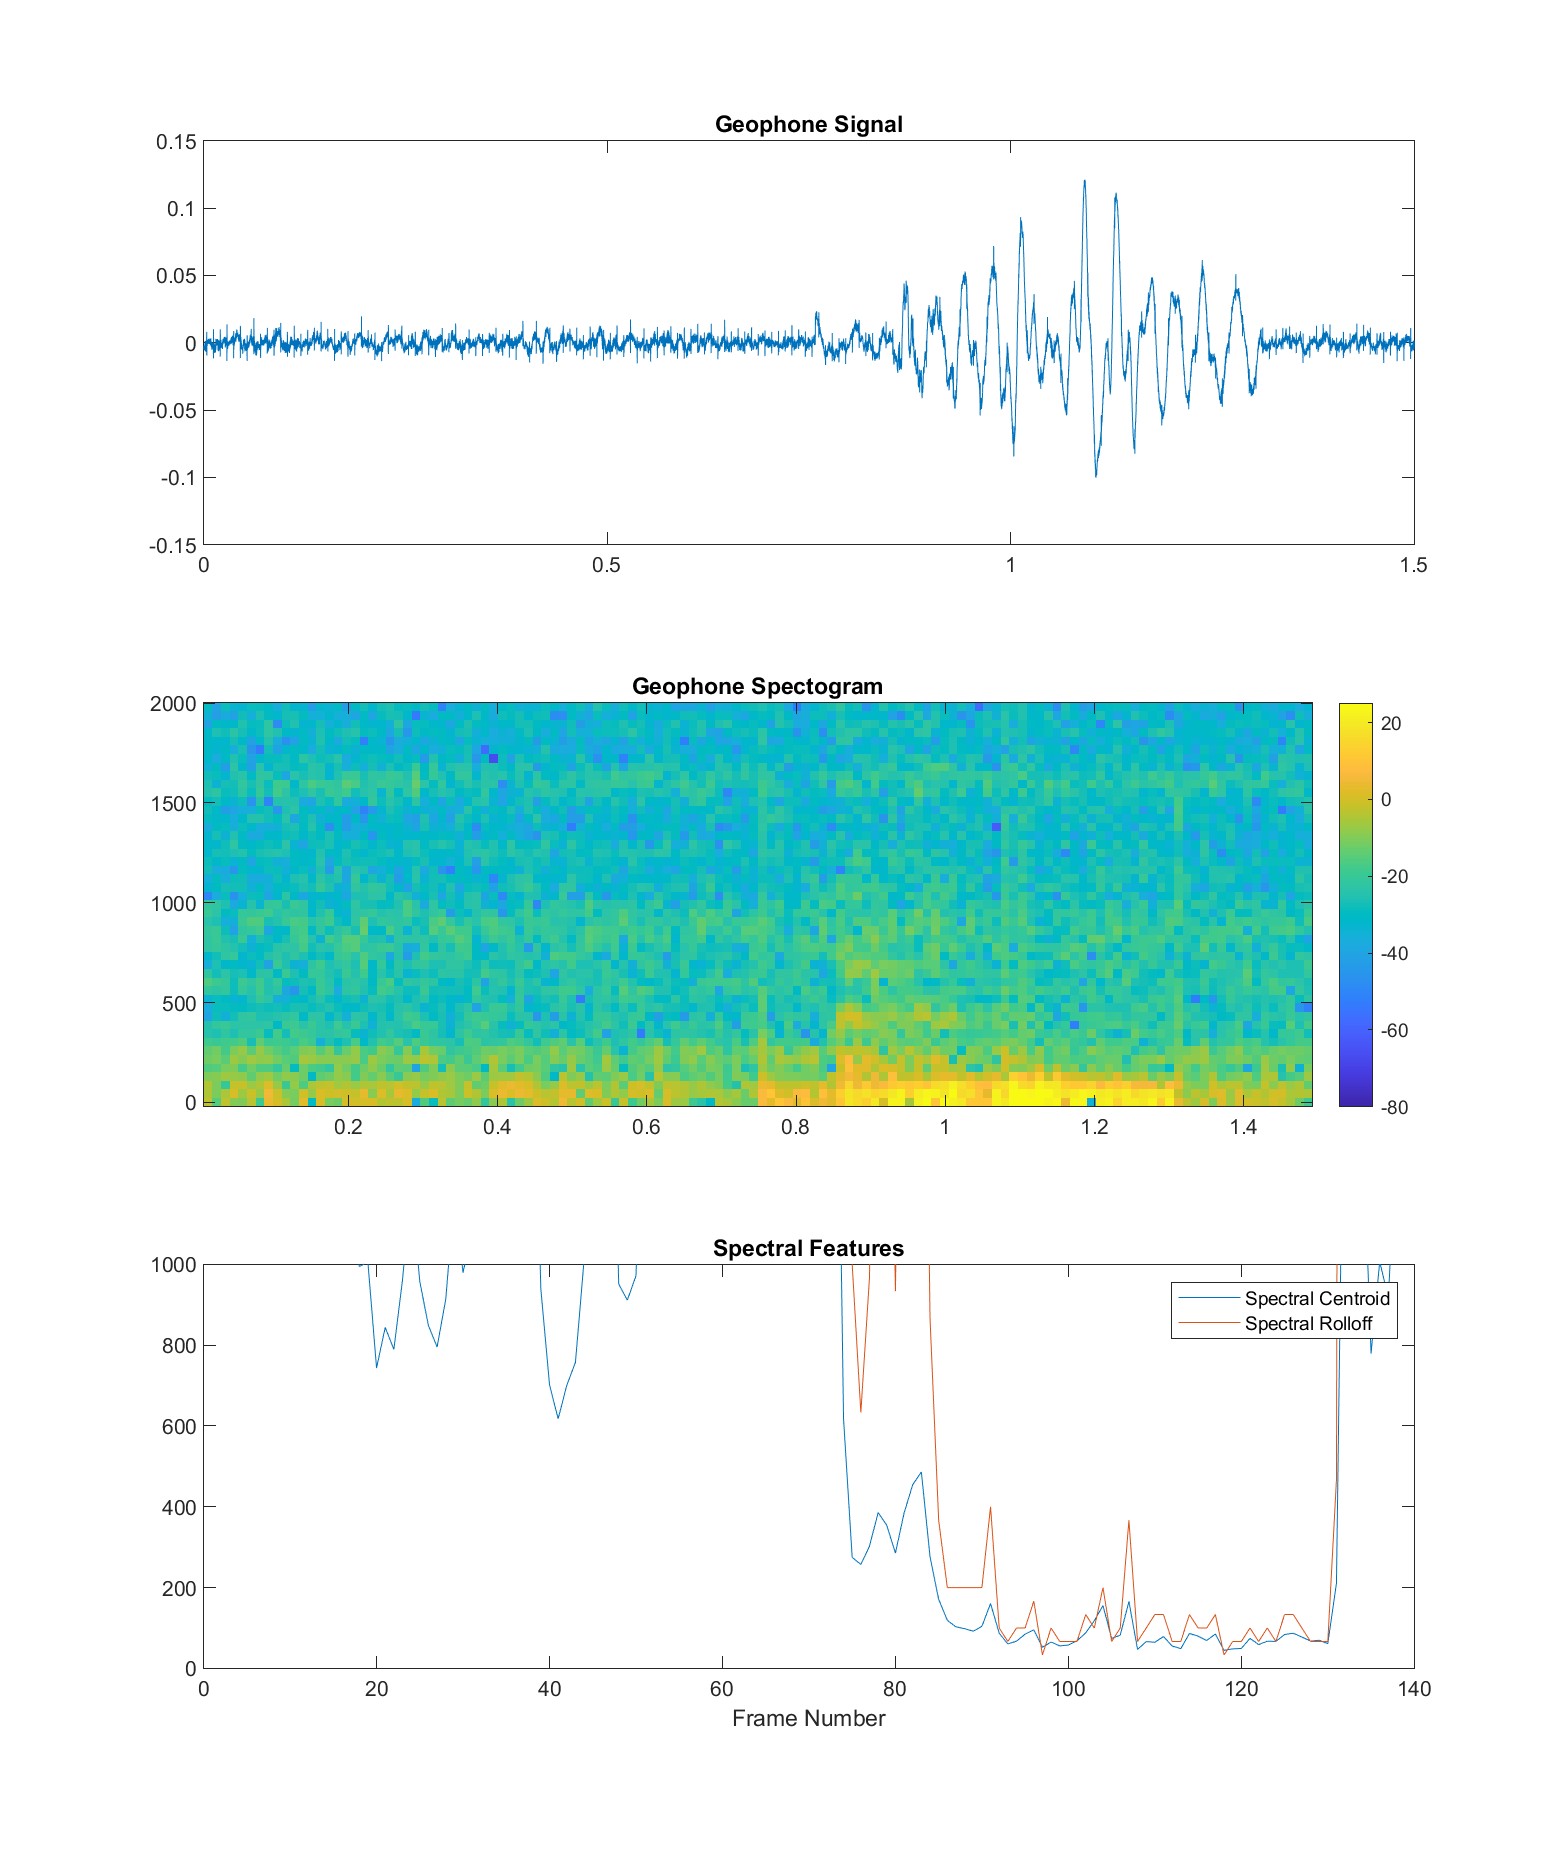 Geophone Signal
0.15
0.1
0.05
0
-0.05
-0.1
-0.15
0 0.5 1 1.5
Geophone Spectogram
2000
1500
1000
500
0
0.2 0.4 0.6 0.8 1 1.2 1.4
20
0
-20
-40
-60
-80
Spectral Features
1000
800
600
400
200
0
Spectral Centroid
Spectral Rolloff
0 20 40 60 80 100 120 140
Frame Number